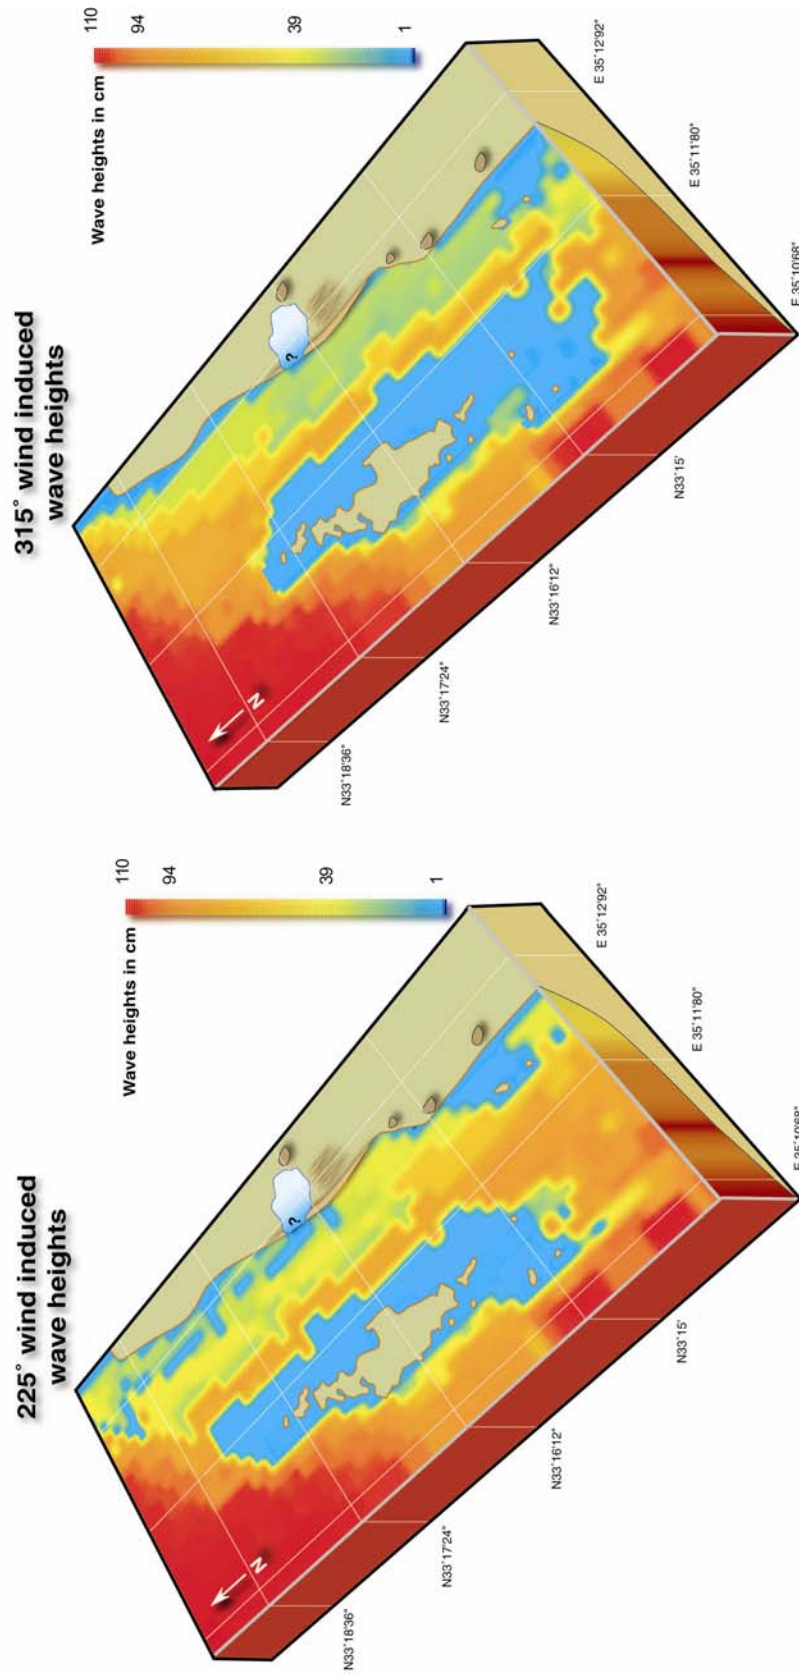 225° wind induced
wave heights
Wave heights in cm
110
94
39
1
N
?
N33°18'36"
N33°17'24"
N33°16'12"
N33°15'
E 35°11'80"
E 35°12'92"
315° wind induced
wave heights
Wave heights in cm
110
94
39
1
N
?
N33°18'36"
N33°17'24"
N33°16'12"
N33°15'
E 35°10'68"
E 35°11'80"
E 35°12'92"